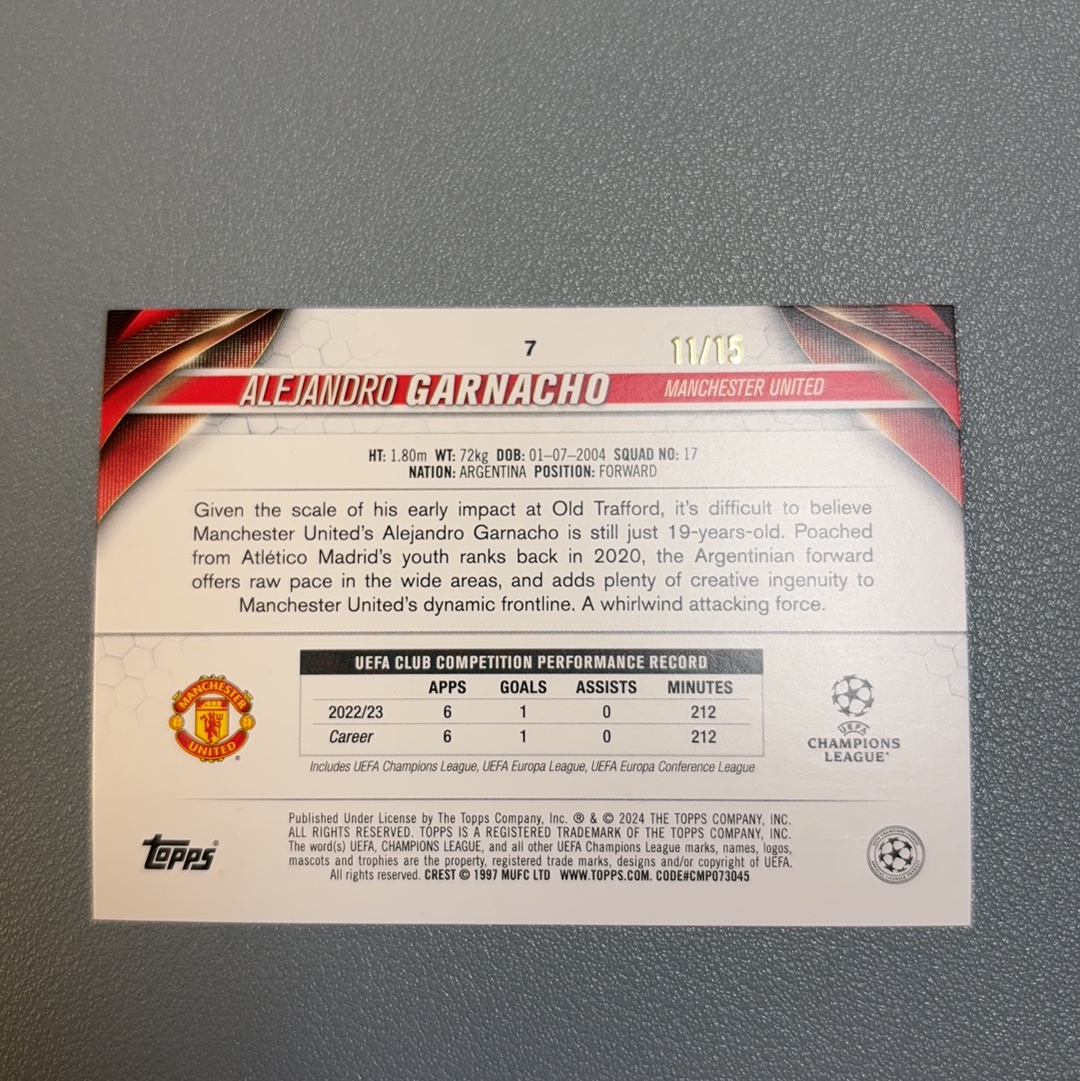 7
11/15
ALEJANDRO GARNACHO MANCHESTER UNITED
HT: 1.80m WT: 72kg DOB: 01-07-2004 SQUAD NO: 17
NATION: ARGENTINA POSITION: FORWARD
Given the scale of his early impact at Old Trafford, it's difficult to believe
Manchester United's Alejandro Garnacho is still just 19-years-old. Poached
from Atlético Madrid's youth ranks back in 2020, the Argentinian forward
offers raw pace in the wide areas, and adds plenty of creative ingenuity to
Manchester United's dynamic frontline. A whirlwind attacking force.
UEFA CLUB COMPETITION PERFORMANCE RECORD
APPS GOALS ASSISTS MINUTES
2022/23 6 1 0 212
Career 6 1 0 212
Includes UEFA Champions League, UEFA Europa League, UEFA Europa Conference League
MANCHESTER
UNITED
®
UEFA
CHAMPIONS
LEAGUE®
Published Under License by The Topps Company, Inc. ® & © 2024 THE TOPPS COMPANY, INC.
ALL RIGHTS RESERVED. TOPPS IS A REGISTERED TRADEMARK OF THE TOPPS COMPANY, INC.
The word(s) UEFA, CHAMPIONS LEAGUE, and all other UEFA Champions League marks, names, logos,
mascots and trophies are the property, registered trade marks, designs and/or copyright of UEFA.
All rights reserved. CREST © 1997 MUFC LTD WWW.TOPPS.COM. CODE#CMP073045
TOPPS®